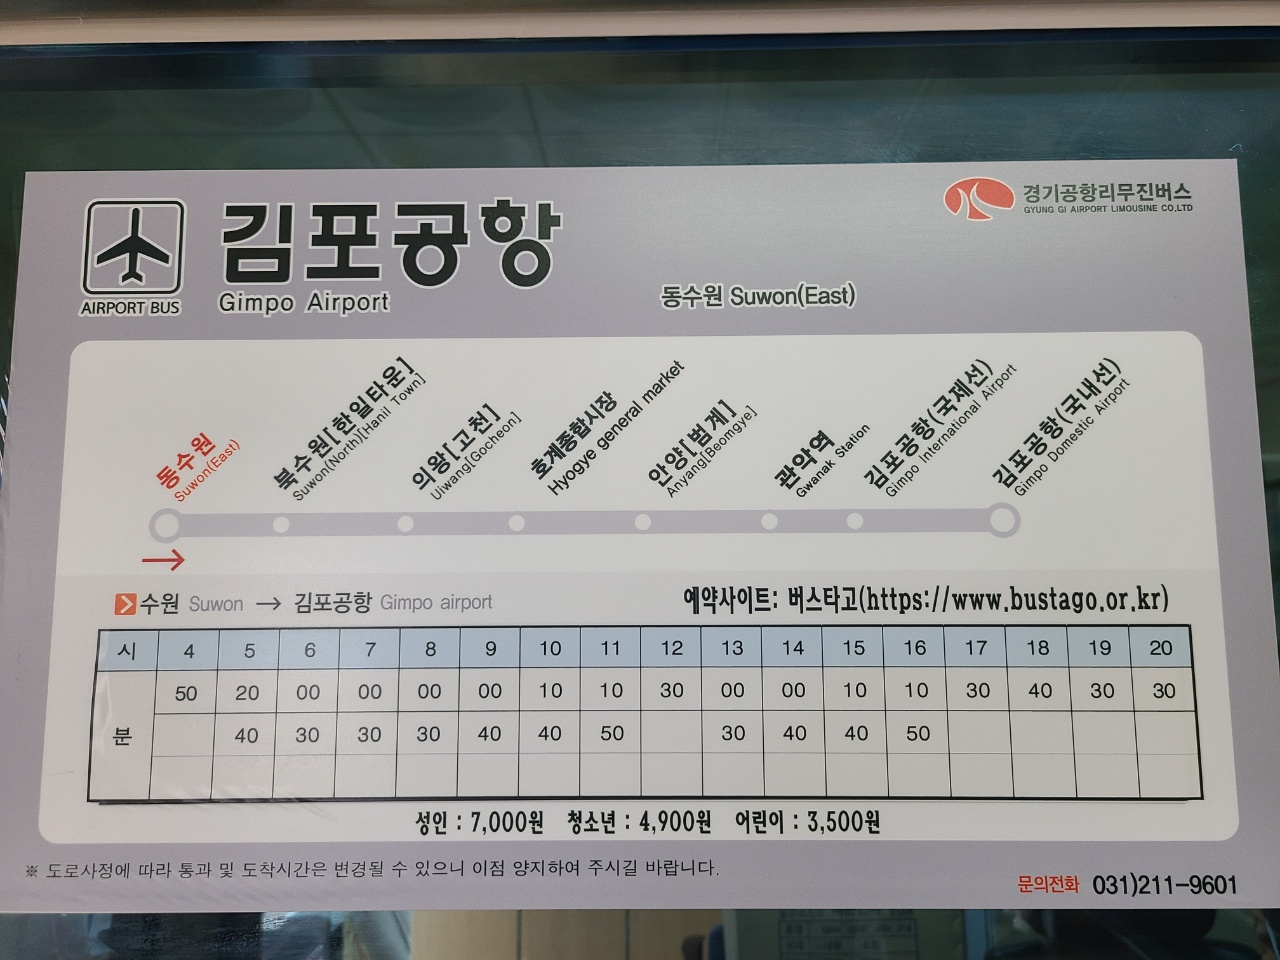 김포공항
Gimpo Airport
AIRPORT BUS
경기공항리무진버스
GYUNG GI AIRPORT LIMOUSINE CO,LTD
동수원 Suwon(East)
동수원
Suwon(East)
북수원[한일타운]
Suwon(North)[Hanil Town]
의왕[고천]
Uiwang[Gocheon]
호계종합시장
Hyogye general market
안양[범계]
Anyang[Beomgye]
관악역
Gwanak Station
김포공항(국제선)
Gimpo International Airport
김포공항(국내선)
Gimpo Domestic Airport
수원 Suwon → 김포공항 Gimpo airport
예약사이트: 버스타고(https://www.bustago.or.kr)
시 4 5 6 7 8 9 10 11 12 13 14 15 16 17 18 19 20
분 50 20 00 00 00 00 10 10 30 00 00 10 10 30 40 30 30
40 30 30 30 40 40 50 30 40 40 50
성인 : 7,000원 청소년 : 4,900원 어린이 : 3,500원
※ 도로사정에 따라 통과 및 도착시간은 변경될 수 있으니 이점 양지하여 주시길 바랍니다.
문의전화 031)211-9601